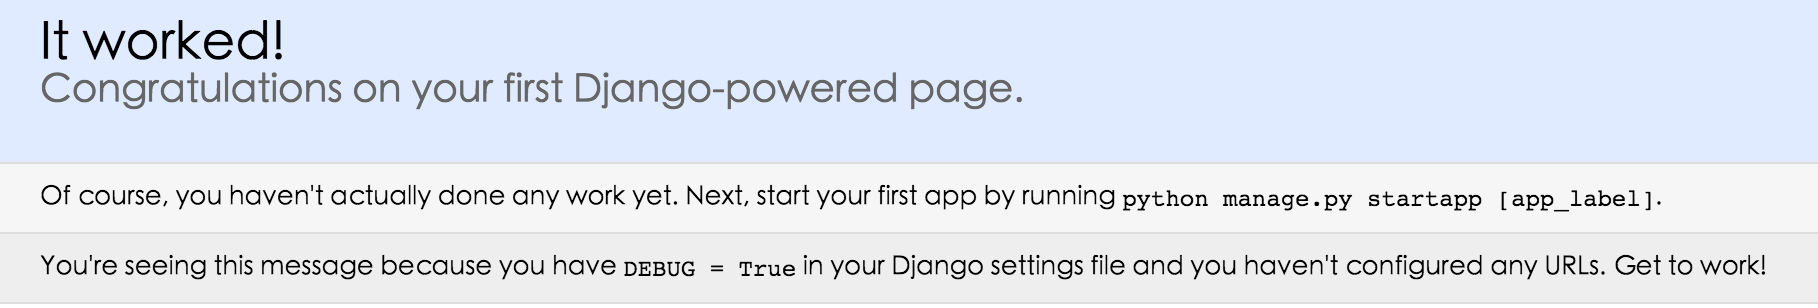 It worked!
Congratulations on your first Django-powered page.
Of course, you haven't actually done any work yet. Next, start your first app by running python manage.py startapp [app_label].
You're seeing this message because you have DEBUG = True in your Django settings file and you haven't configured any URLs. Get to work!